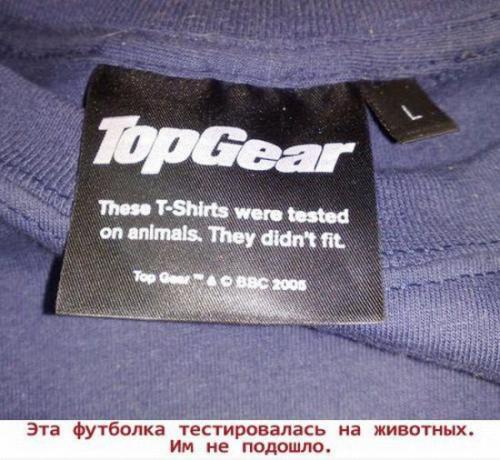 TopGear
L
These T-Shirts were tested
on animals. They didn't fit.
Top Gear ™ & © BBC 2005
Эта футболка тестировалась на животных.
Им не подошло.